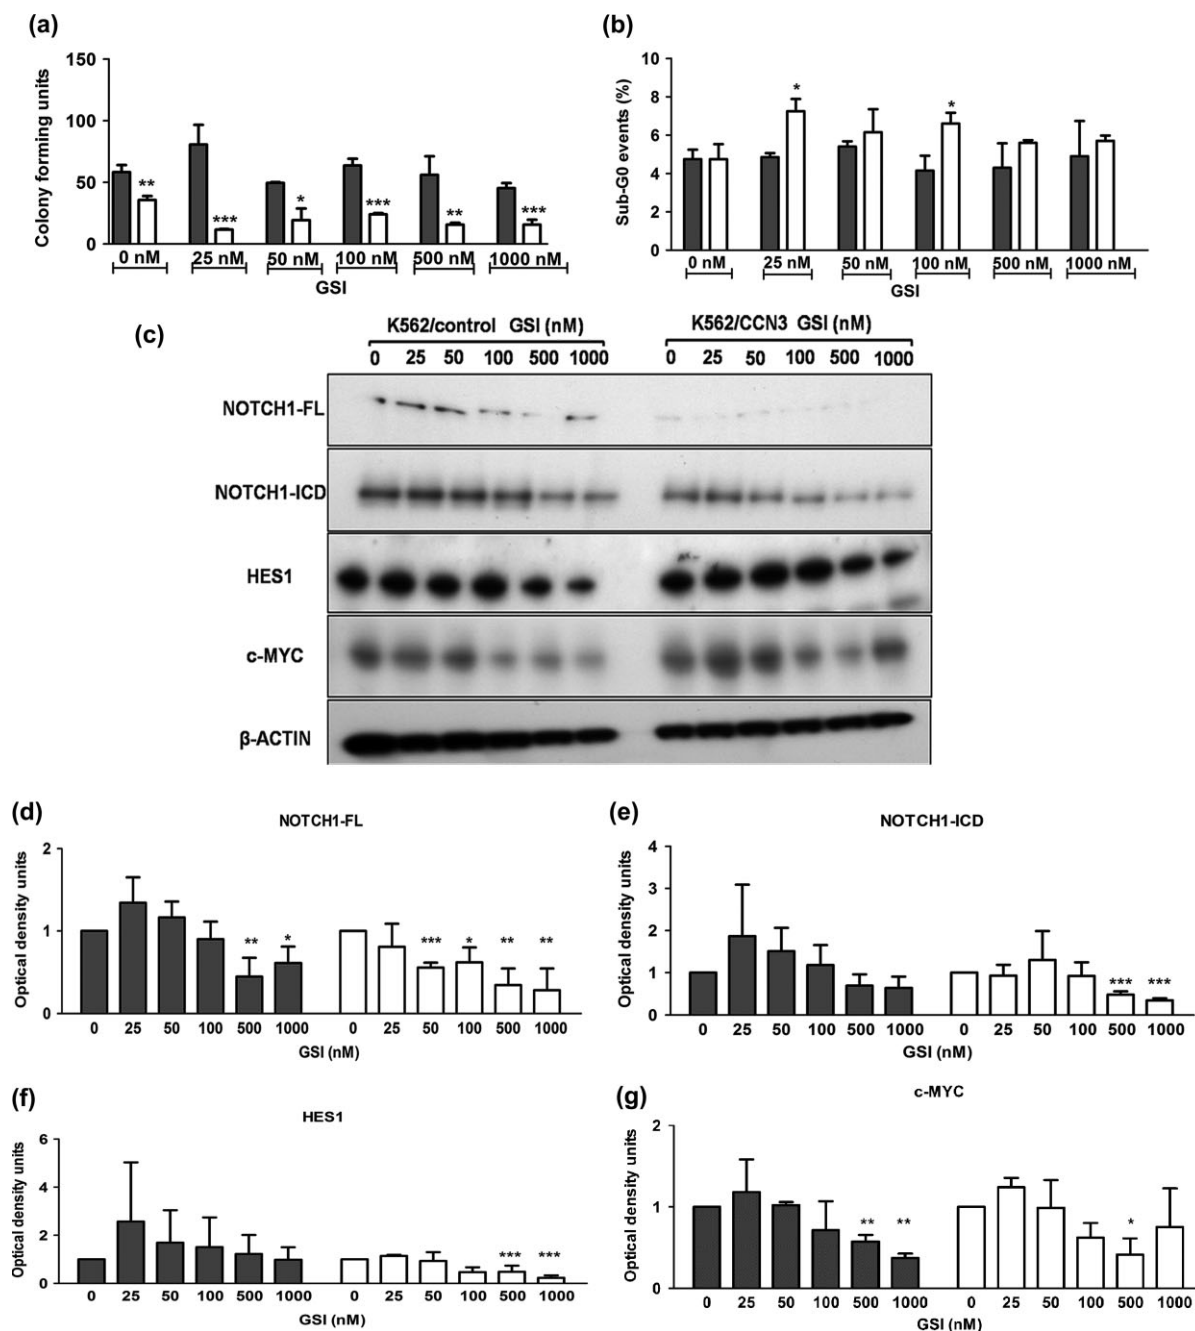 (a)
Colony forming units
150
100
50
0
** *** * *** ** ***
0 nM 25 nM 50 nM 100 nM 500 nM 1000 nM
GSI
(b)
Sub-G0 events (%)
10
8
6
4
2
0
* *
0 nM 25 nM 50 nM 100 nM 500 nM 1000 nM
GSI
(c)
K562/control GSI (nM) K562/CCN3 GSI (nM)
0 25 50 100 500 1000 0 25 50 100 500 1000
NOTCH1-FL
NOTCH1-ICD
HES1
c-MYC
β-ACTIN
(d)
NOTCH1-FL
Optical density units
2
1
0
** * *** * ** **
0 25 50 100 500 1000 0 25 50 100 500 1000
GSI (nM)
(e)
NOTCH1-ICD
Optical density units
4
3
2
1
0
*** ***
0 25 50 100 500 1000 0 25 50 100 500 1000
GSI (nM)
(f)
HES1
Optical density units
6
4
2
0
*** ***
0 25 50 100 500 1000 0 25 50 100 500 1000
GSI (nM)
(g)
c-MYC
Optical density units
2
1
0
** ** *
0 25 50 100 500 1000 0 25 50 100 500 1000
GSI (nM)